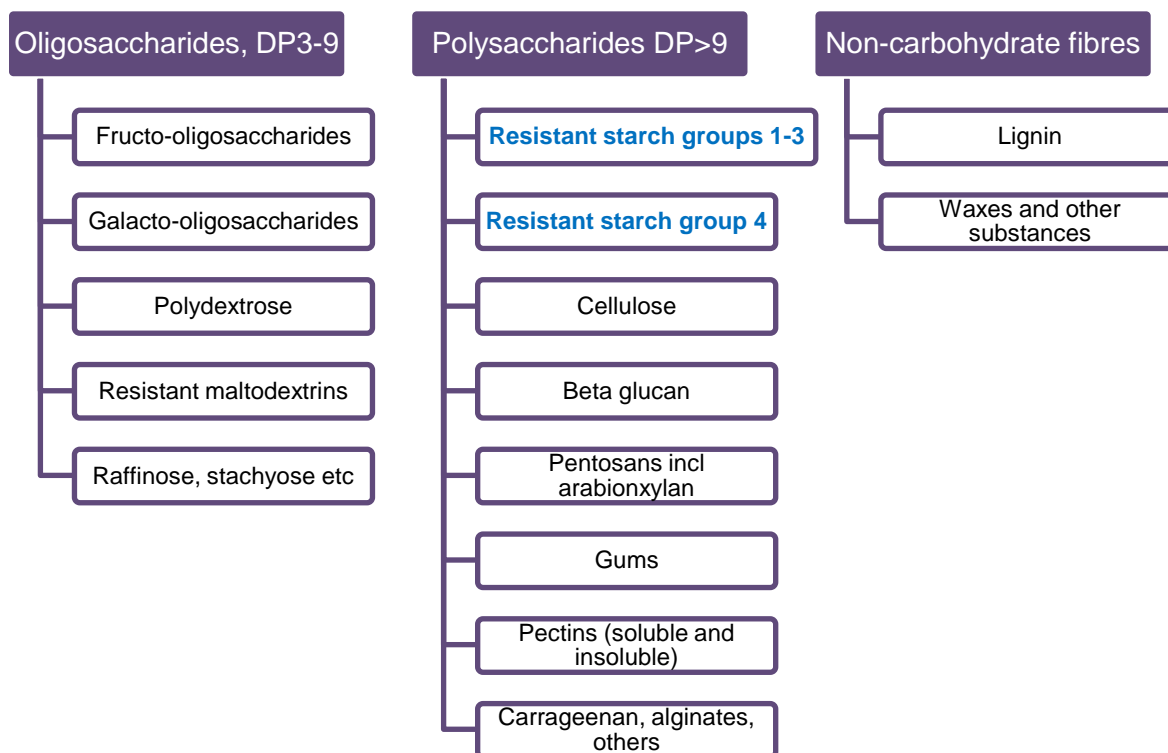 Oligosaccharides, DP3-9
Fructo-oligosaccharides
Galacto-oligosaccharides
Polydextrose
Resistant maltodextrins
Raffinose, stachyose etc
Polysaccharides DP>9
Resistant starch groups 1-3
Resistant starch group 4
Cellulose
Beta glucan
Pentosans incl
arabionxylan
Gums
Pectins (soluble and
insoluble)
Carrageenan, alginates,
others
Non-carbohydrate fibres
Lignin
Waxes and other
substances